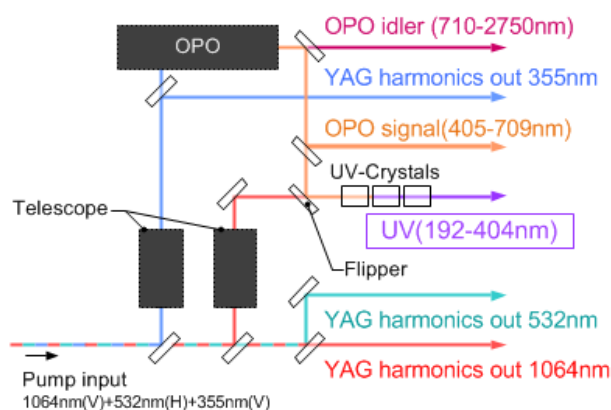 OPO
OPO idler (710-2750nm)
YAG harmonics out 355nm
OPO signal(405-709nm)
UV-Crystals
Telescope
UV(192-404nm)
Flipper
YAG harmonics out 532nm
YAG harmonics out 1064nm
Pump input
1064nm(V)+532nm(H)+355nm(V)